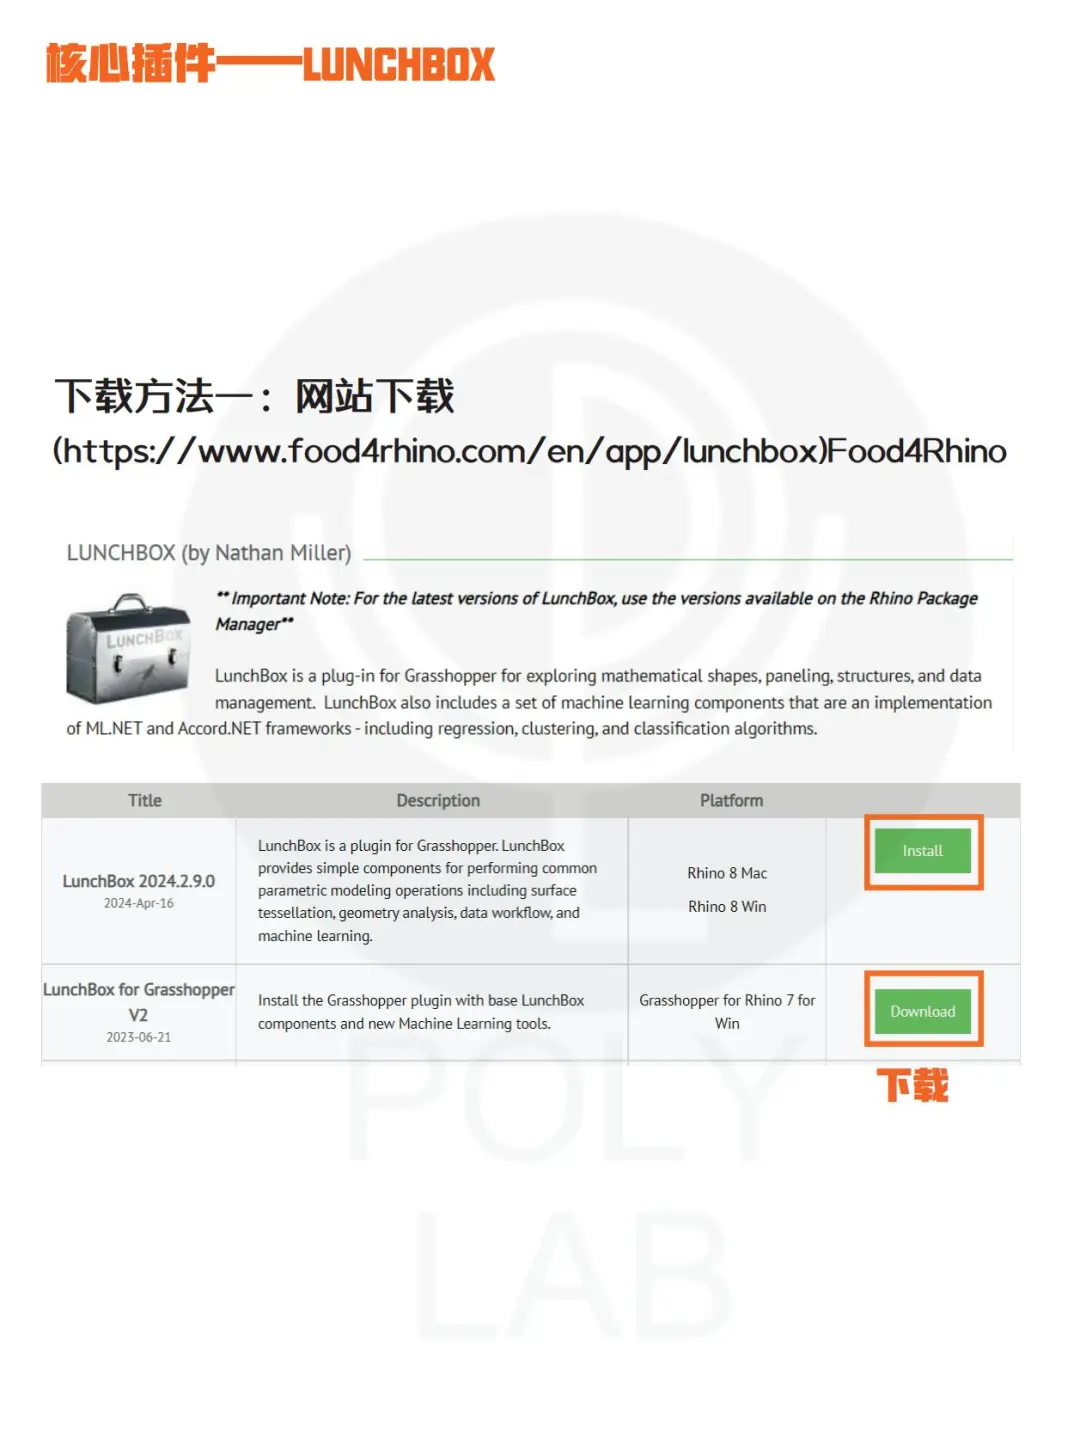 核心插件——LUNCHBOX
下载方法一：网站下载
(https://www.food4rhino.com/en/app/lunchbox)Food4Rhino
LUNCHBOX (by Nathan Miller)
LUNCHBOX
** Important Note: For the latest versions of LunchBox, use the versions available on the Rhino Package
Manager**
LunchBox is a plug-in for Grasshopper for exploring mathematical shapes, paneling, structures, and data
management. LunchBox also includes a set of machine learning components that are an implementation
of ML.NET and Accord.NET frameworks - including regression, clustering, and classification algorithms.
Title Description Platform
LunchBox 2024.2.9.0
2024-Apr-16
LunchBox is a plugin for Grasshopper. LunchBox
provides simple components for performing common
parametric modeling operations including surface
tessellation, geometry analysis, data workflow, and
machine learning.
Rhino 8 Mac
Rhino 8 Win
Install
LunchBox for Grasshopper
V2
2023-06-21
Install the Grasshopper plugin with base LunchBox
components and new Machine Learning tools.
Grasshopper for Rhino 7 for
Win
Download
下载
POLY
LAB